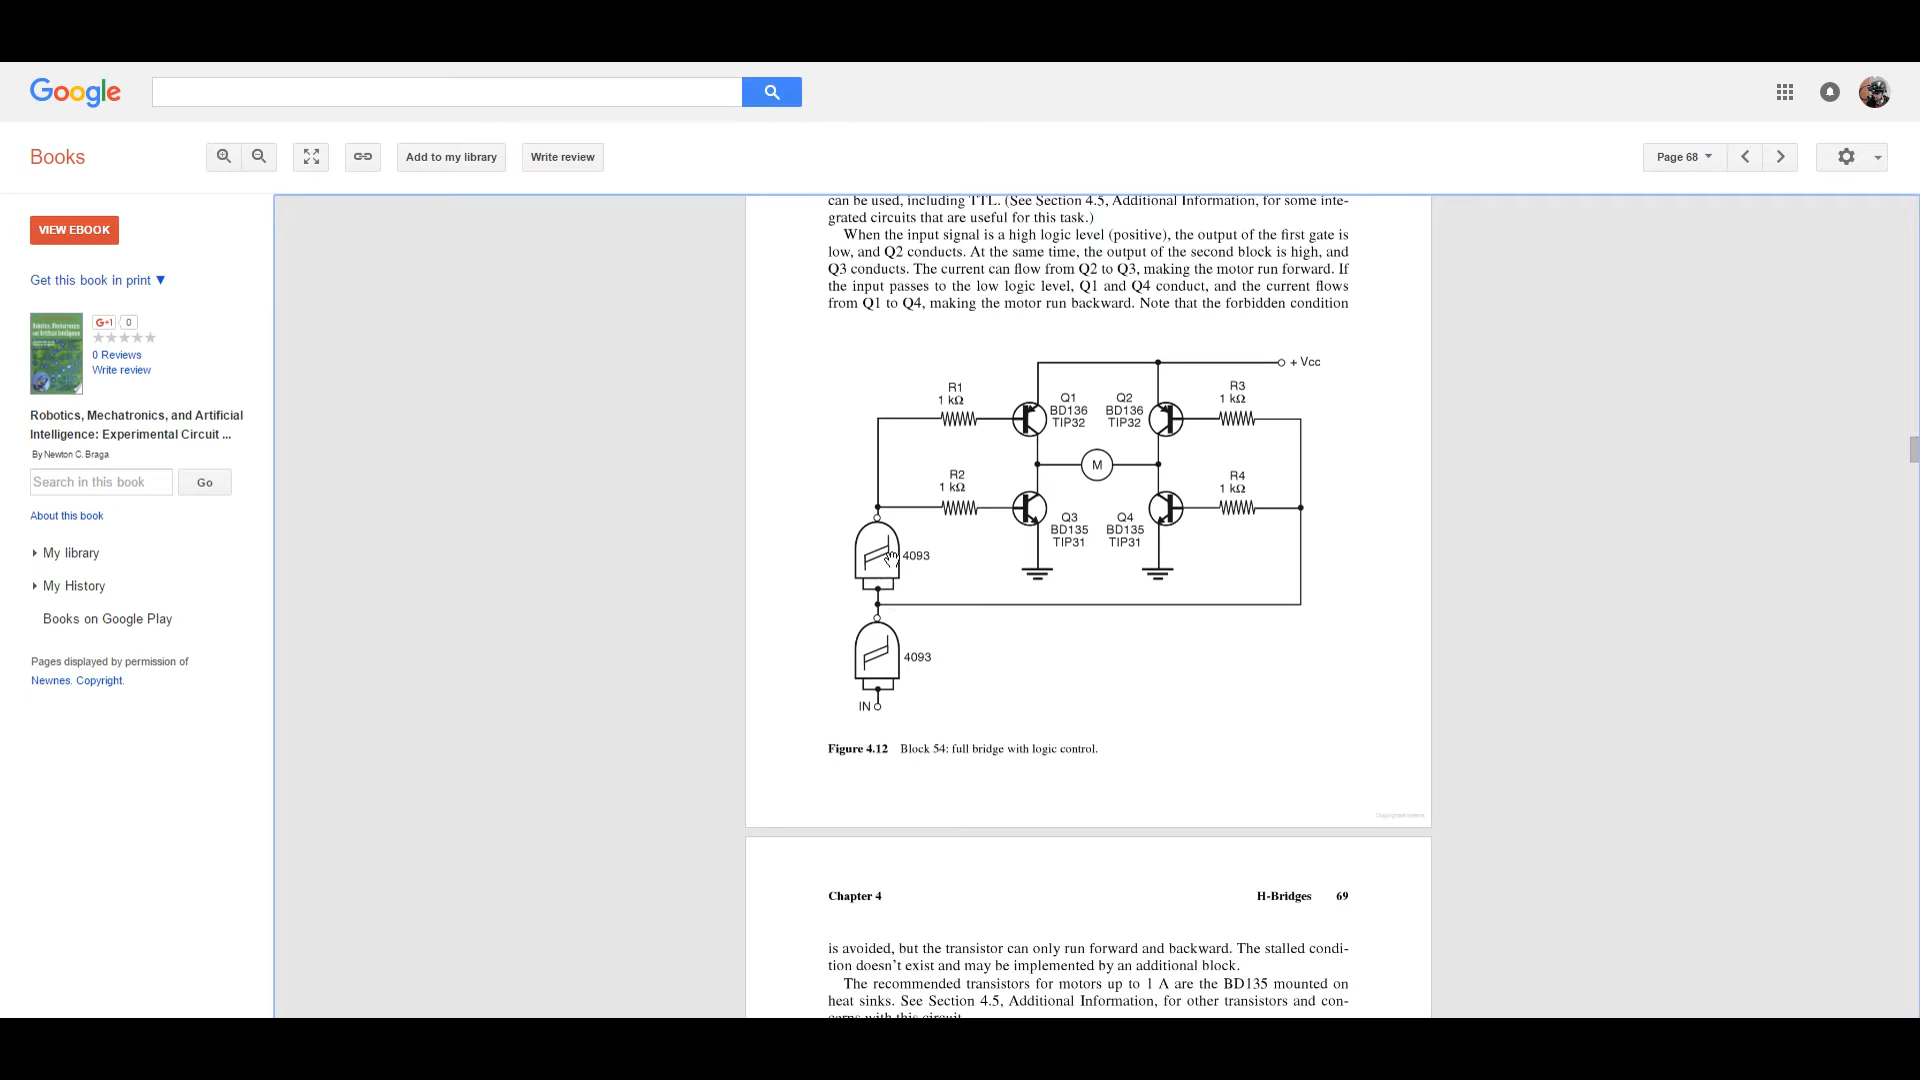 Google
Books
Add to my library
Write review
Page 68
VIEW EBOOK
Get this book in print ▼
G+1 0
0 Reviews
Write review
Robotics, Mechatronics, and Artificial
Intelligence: Experimental Circuit ...
By Newton C. Braga
Search in this book
Go
About this book
My library
My History
Books on Google Play
Pages displayed by permission of
Newnes. Copyright.
can be used, including TTL. (See Section 4.5, Additional Information, for some inte-
grated circuits that are useful for this task.)
When the input signal is a high logic level (positive), the output of the first gate is
low, and Q2 conducts. At the same time, the output of the second block is high, and
Q3 conducts. The current can flow from Q2 to Q3, making the motor run forward. If
the input passes to the low logic level, Q1 and Q4 conduct, and the current flows
from Q1 to Q4, making the motor run backward. Note that the forbidden condition
+ Vcc
R1
1 kΩ
Q1
BD136
TIP32
Q2
BD136
TIP32
R3
1 kΩ
M
R2
1 kΩ
Q3
BD135
TIP31
Q4
BD135
TIP31
R4
1 kΩ
4093
4093
IN
Figure 4.12 Block 54: full bridge with logic control.
Chapter 4
H-Bridges 69
is avoided, but the transistor can only run forward and backward. The stalled condi-
tion doesn't exist and may be implemented by an additional block.
The recommended transistors for motors up to 1 A are the BD135 mounted on
heat sinks. See Section 4.5, Additional Information, for other transistors and con-
cerns with this circuit.